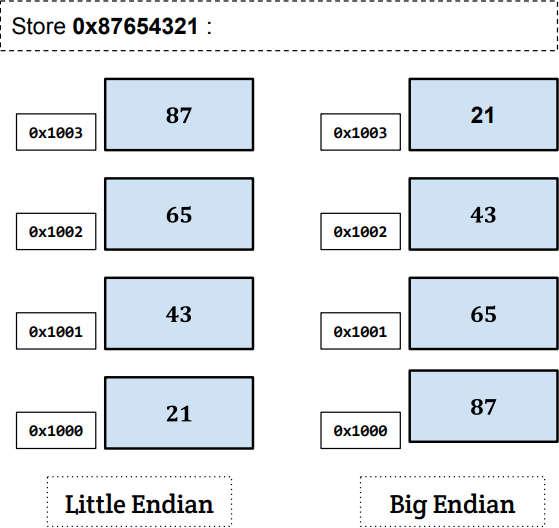 Store 0x87654321 :
0x1003 87
0x1003 21
0x1002 65
0x1002 43
0x1001 43
0x1001 65
0x1000 21
0x1000 87
Little Endian
Big Endian